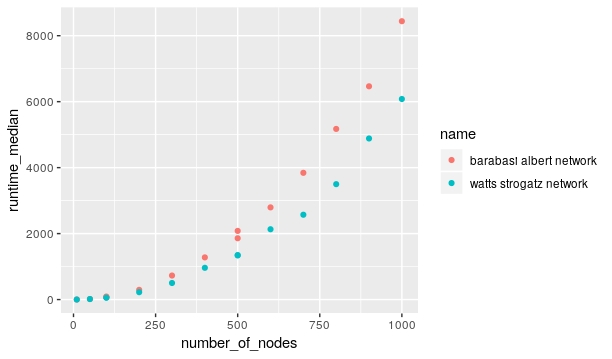 8000
6000
4000
2000
0
runtime_median
0
250
500
750
1000
number_of_nodes
name
barabasi albert network
watts strogatz network